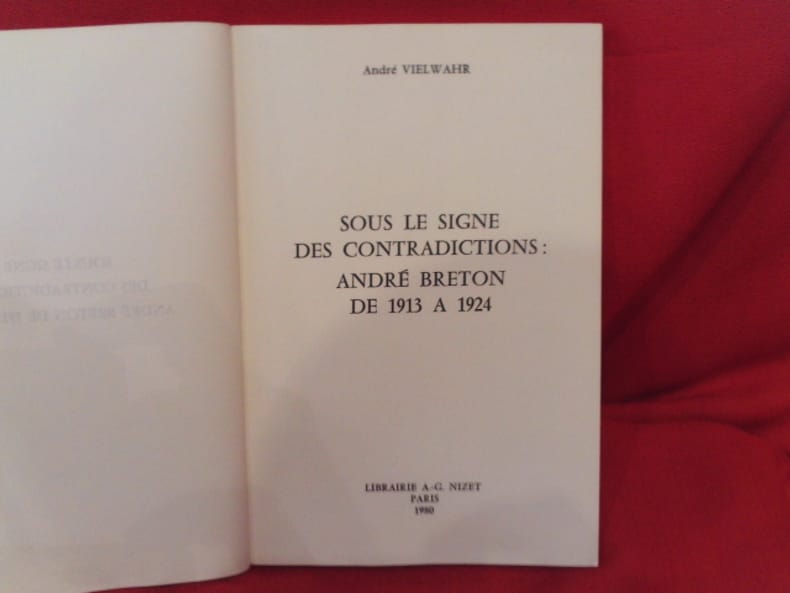 André VIELWAHR
SOUS LE SIGNE
DES CONTRADICTIONS :
ANDRÉ BRETON
DE 1913 A 1924
LIBRAIRIE A.-G. NIZET
PARIS
1980